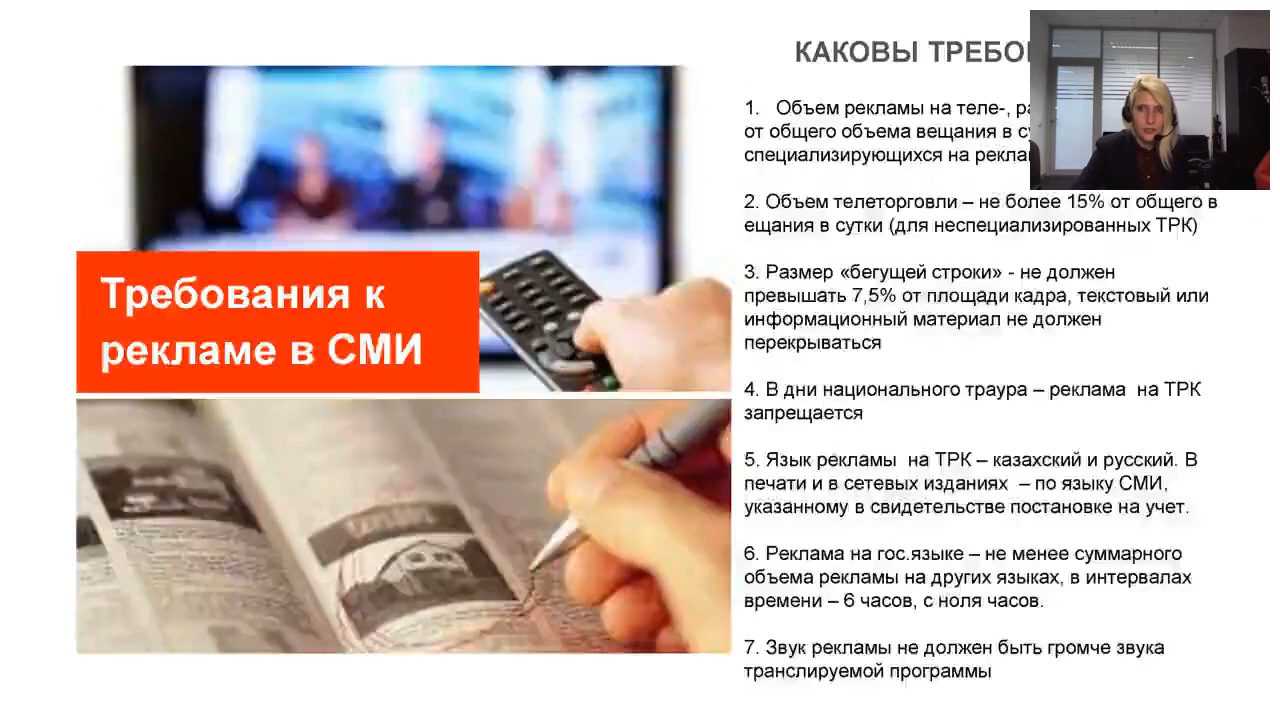 КАКОВЫ
Требования к
рекламе в СМИ
1. Объем рекламы на теле-,
от общего объема вещания в
специализирующихся на
2. Объем телеторговли – не более 15% от общего в
ещания в сутки (для неспециализированных ТРК)
3. Размер «бегущей строки» - не должен
превышать 7,5% от площади кадра, текстовый или
информационный материал не должен
перекрываться
4. В дни национального траура – реклама на ТРК
запрещается
5. Язык рекламы на ТРК – казахский и русский. В
печати и в сетевых изданиях – по языку СМИ,
указанному в свидетельстве постановке на учет.
6. Реклама на гос.языке – не менее суммарного
объема рекламы на других языках, в интервалах
времени – 6 часов, с ноля часов.
7. Звук рекламы не должен быть громче звука
транслируемой программы